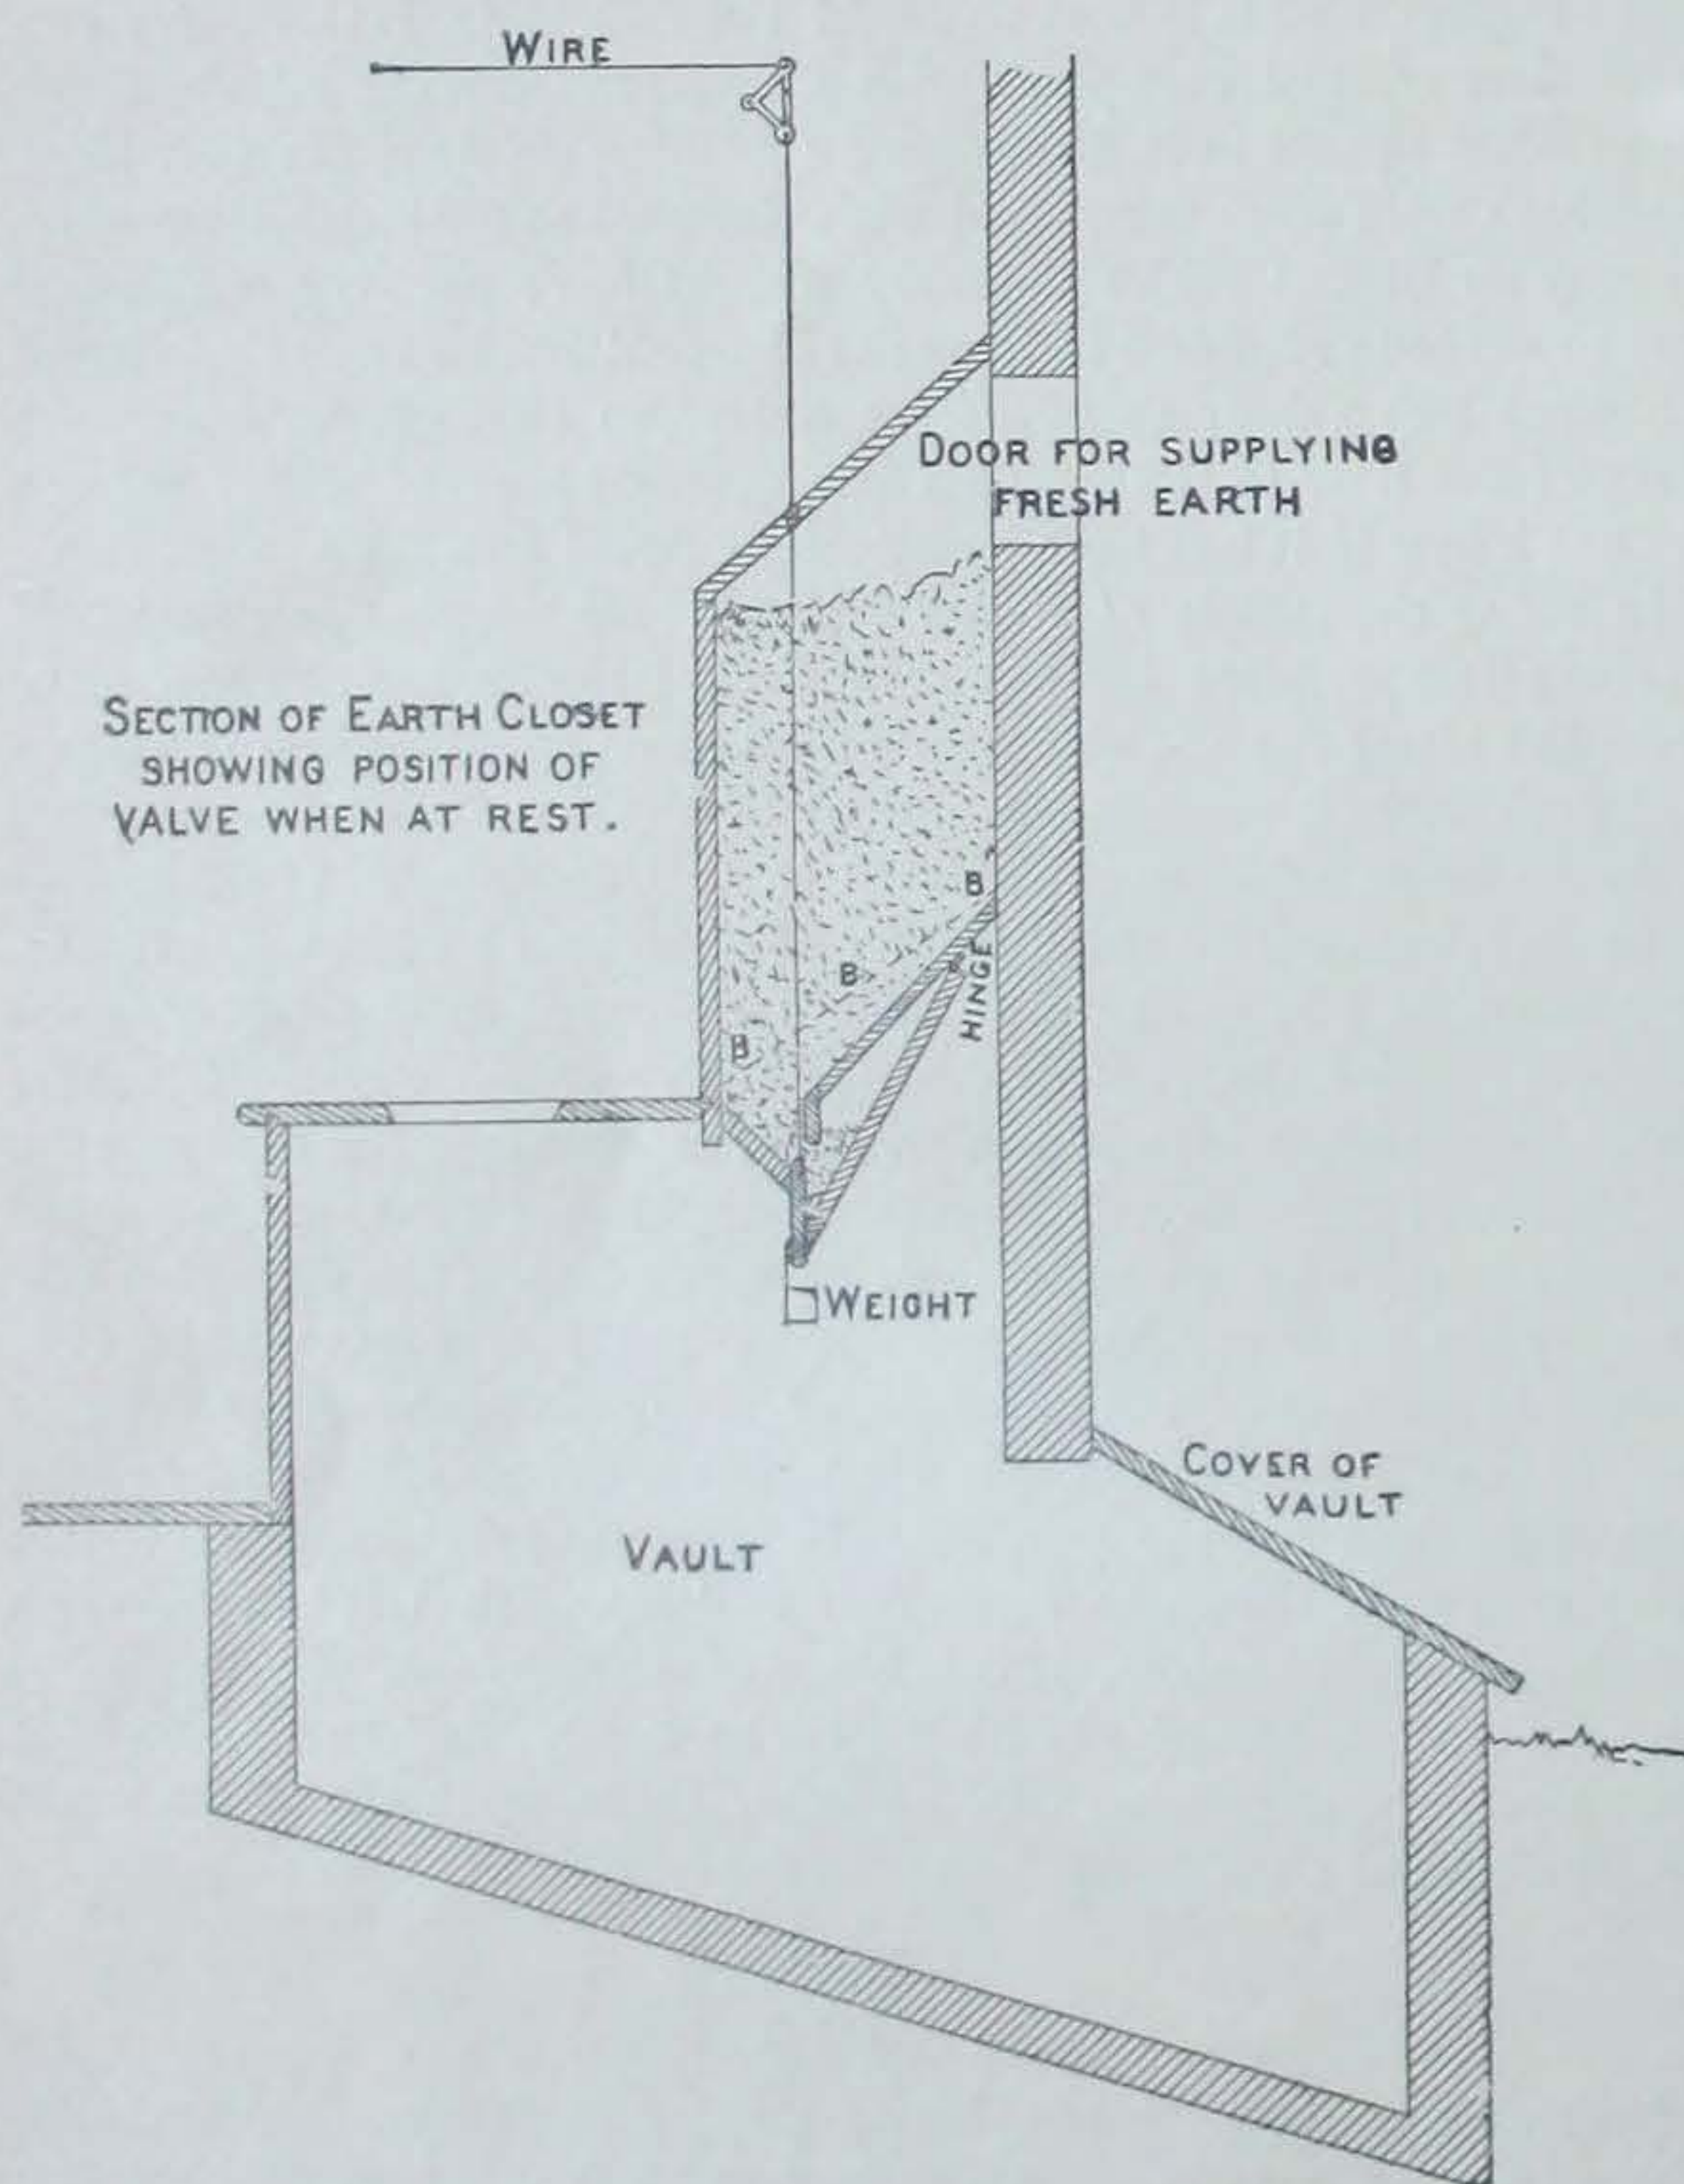 WIRE
DOOR FOR SUPPLYING
FRESH EARTH
SECTION OF EARTH CLOSET
SHOWING POSITION OF
VALVE WHEN AT REST.
B
B
HINGE
B
WEIGHT
COVER OF
VAULT
VAULT